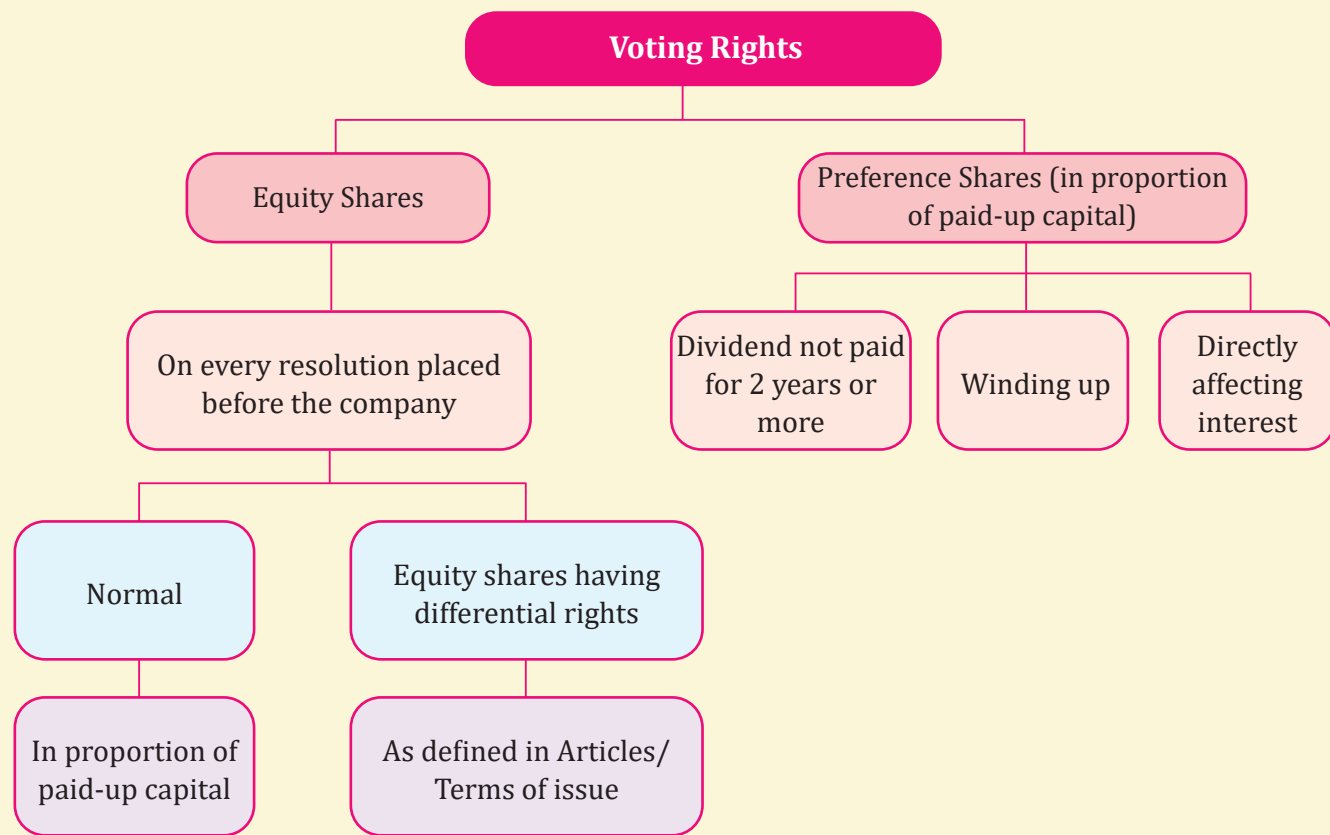 Voting Rights
Equity Shares
Preference Shares (in proportion
of paid-up capital)
On every resolution placed
before the company
Dividend not paid
for 2 years or
more
Winding up
Directly
affecting
interest
Normal
Equity shares having
differential rights
In proportion of
paid-up capital
As defined in Articles/
Terms of issue